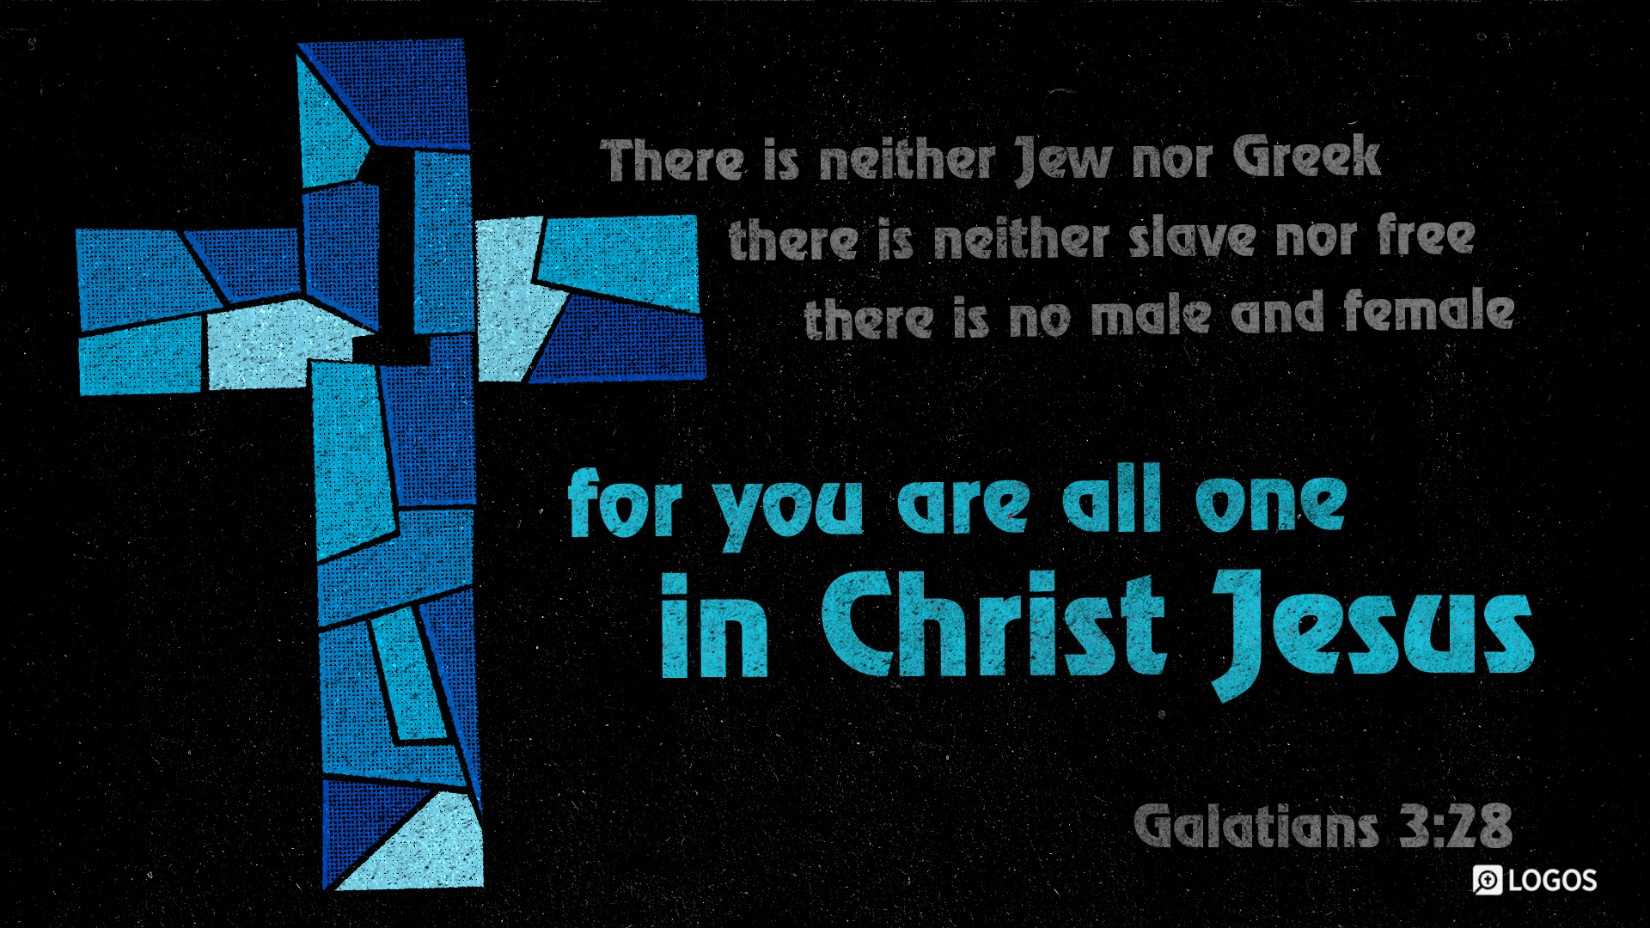 1
There is neither Jew nor Greek
there is neither slave nor free
there is no male and female
for you are all one
in Christ Jesus
Galatians 3:28
LOGOS